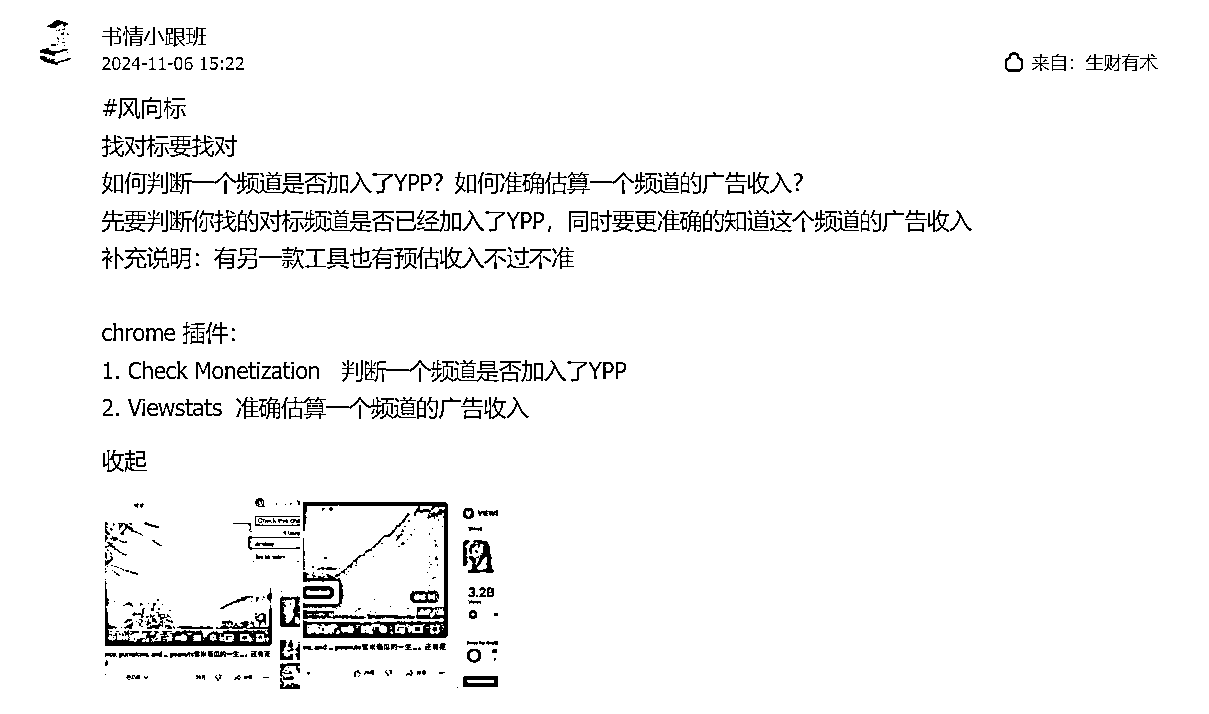 书情小跟班
2024-11-06 15:22
来自：生财有术
#风向标
找对标要找对
如何判断一个频道是否加入了YPP？如何准确估算一个频道的广告收入？
先要判断你找的对标频道是否已经加入了YPP，同时要更准确的知道这个频道的广告收入
补充说明：有另一款工具也有预估收入不过不准
chrome 插件：
1. Check Monetization 判断一个频道是否加入了YPP
2. Viewstats 准确估算一个频道的广告收入
收起
3.2B